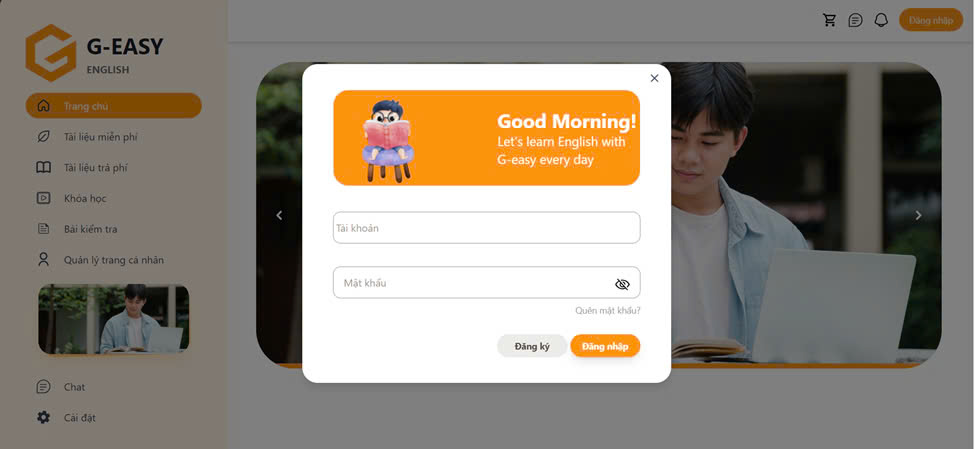 G-EASY
ENGLISH
Trang chủ
Tài liệu miễn phí
Tài liệu trả phí
Khóa học
Bài kiểm tra
Quản lý trang cá nhân
Chat
Cài đặt
Đăng nhập
Good Morning!
Let's learn English with
G-easy every day
Tài khoản
Mật khẩu
Quên mật khẩu?
Đăng ký
Đăng nhập